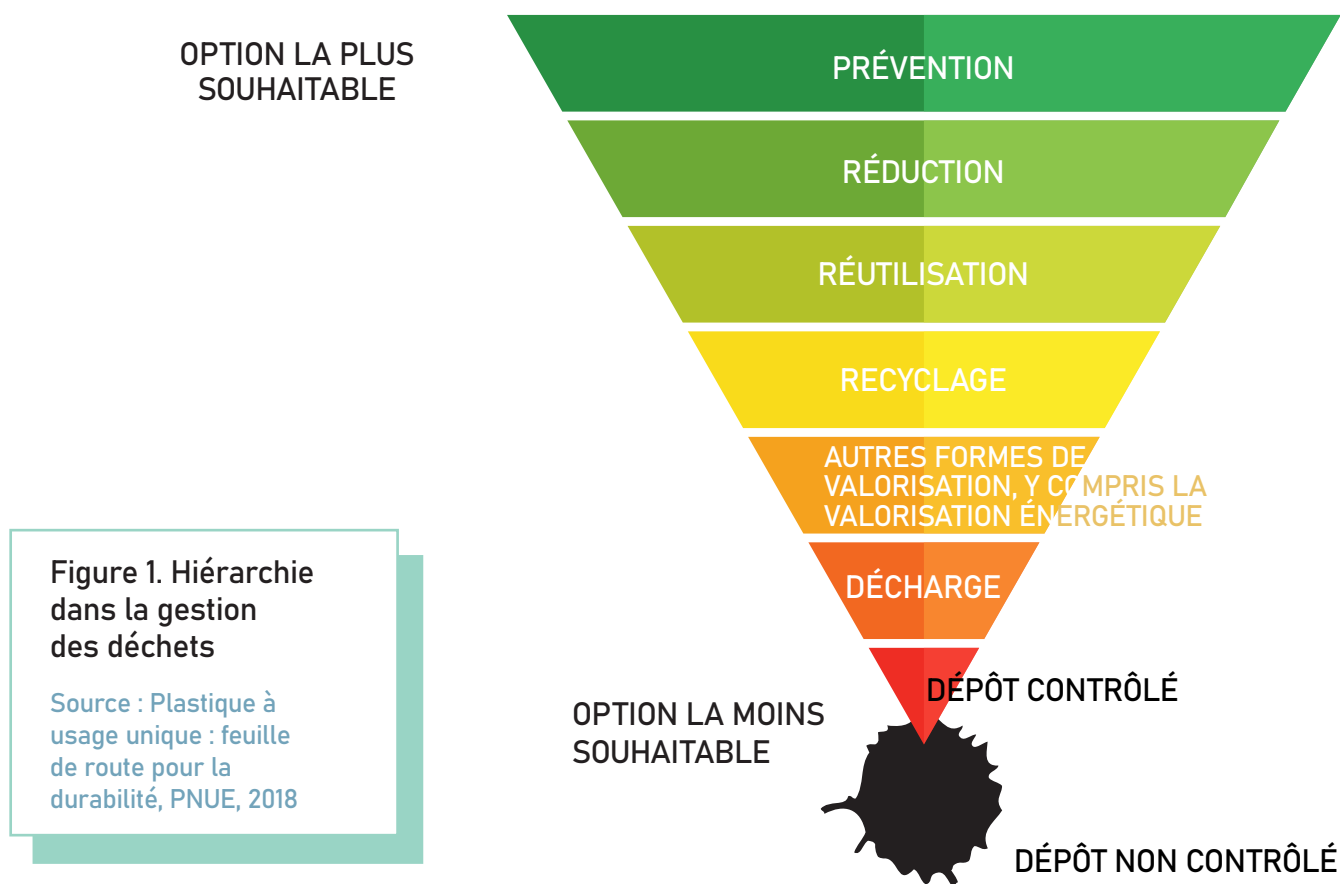 OPTION LA PLUS
SOUHAITABLE
PRÉVENTION
RÉDUCTION
RÉUTILISATION
RECYCLAGE
AUTRES FORMES DE
VALORISATION, Y COMPRIS LA
VALORISATION ÉNERGÉTIQUE
DÉCHARGE
DÉPÔT CONTRÔLÉ
OPTION LA MOINS
SOUHAITABLE
DÉPÔT NON CONTRÔLÉ
Figure 1. Hiérarchie
dans la gestion
des déchets
Source : Plastique à
usage unique : feuille
de route pour la
durabilité, PNUE, 2018